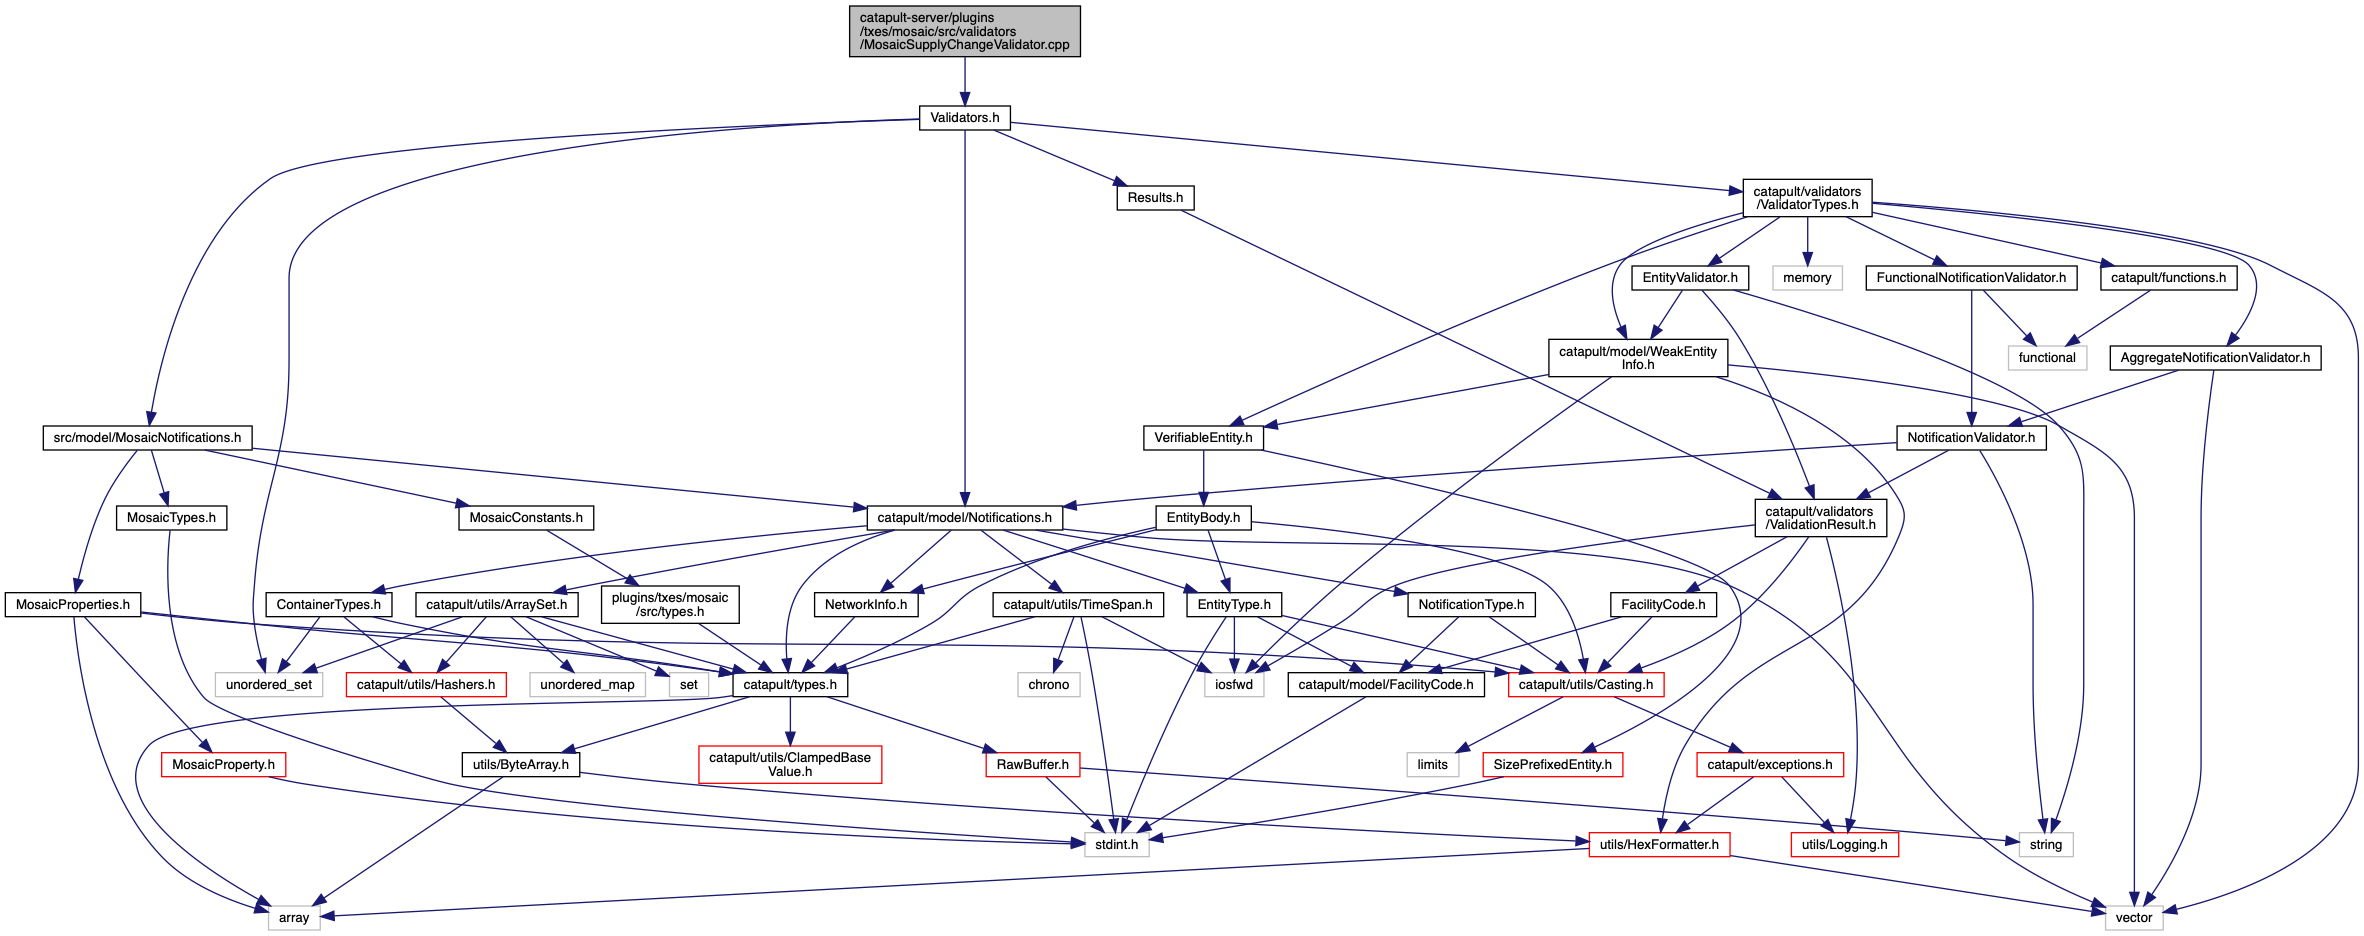 catapult-server/plugins
/txes/mosaic/src/validators
/MosaicSupplyChangeValidator.cpp
Validators.h
Results.h
catapult/validators
/ValidatorTypes.h
EntityValidator.h
memory
FunctionalNotificationValidator.h
catapult/functions.h
catapult/model/WeakEntity
Info.h
functional
AggregateNotificationValidator.h
src/model/MosaicNotifications.h
VerifiableEntity.h
NotificationValidator.h
MosaicTypes.h
MosaicConstants.h
catapult/model/Notifications.h
EntityBody.h
catapult/validators
/ValidationResult.h
MosaicProperties.h
ContainerTypes.h
catapult/utils/ArraySet.h
plugins/txes/mosaic
/src/types.h
NetworkInfo.h
catapult/utils/TimeSpan.h
EntityType.h
NotificationType.h
FacilityCode.h
unordered_set
catapult/utils/Hashers.h
unordered_map
set
catapult/types.h
chrono
iosfwd
catapult/model/FacilityCode.h
catapult/utils/Casting.h
MosaicProperty.h
utils/ByteArray.h
catapult/utils/ClampedBase
Value.h
RawBuffer.h
limits
SizePrefixedEntity.h
catapult/exceptions.h
stdint.h
utils/HexFormatter.h
utils/Logging.h
string
array
vector